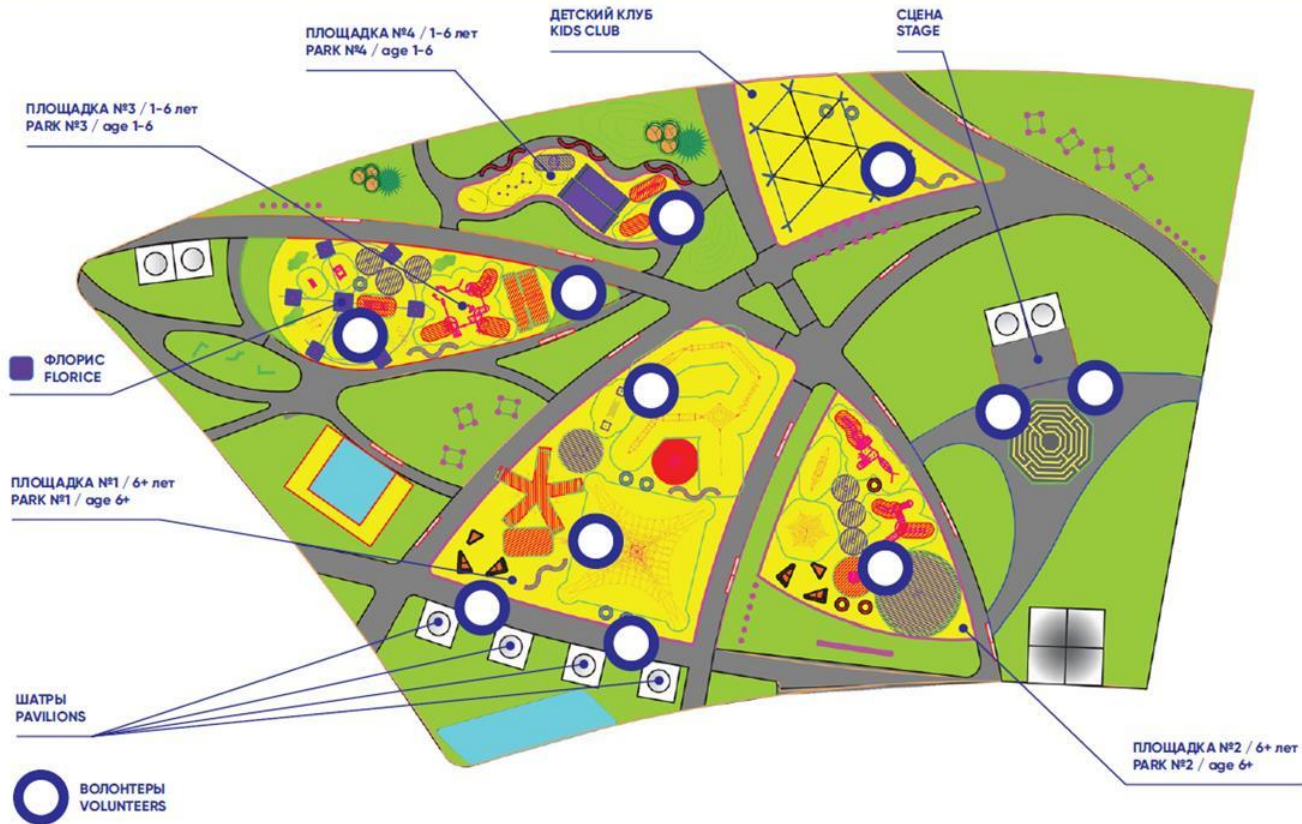 ДЕТСКИЙ КЛУБ
KIDS CLUB
СЦЕНА
STAGE
ПЛОЩАДКА №4 / 1-6 лет
PARK №4 / age 1-6
ПЛОЩАДКА №3 / 1-6 лет
PARK №3 / age 1-6
ФЛОРИС
FLORICE
ПЛОЩАДКА №1 / 6+ лет
PARK №1 / age 6+
ШАТРЫ
PAVILIONS
ПЛОЩАДКА №2 / 6+ лет
PARK №2 / age 6+
ВОЛОНТЕРЫ
VOLUNTEERS